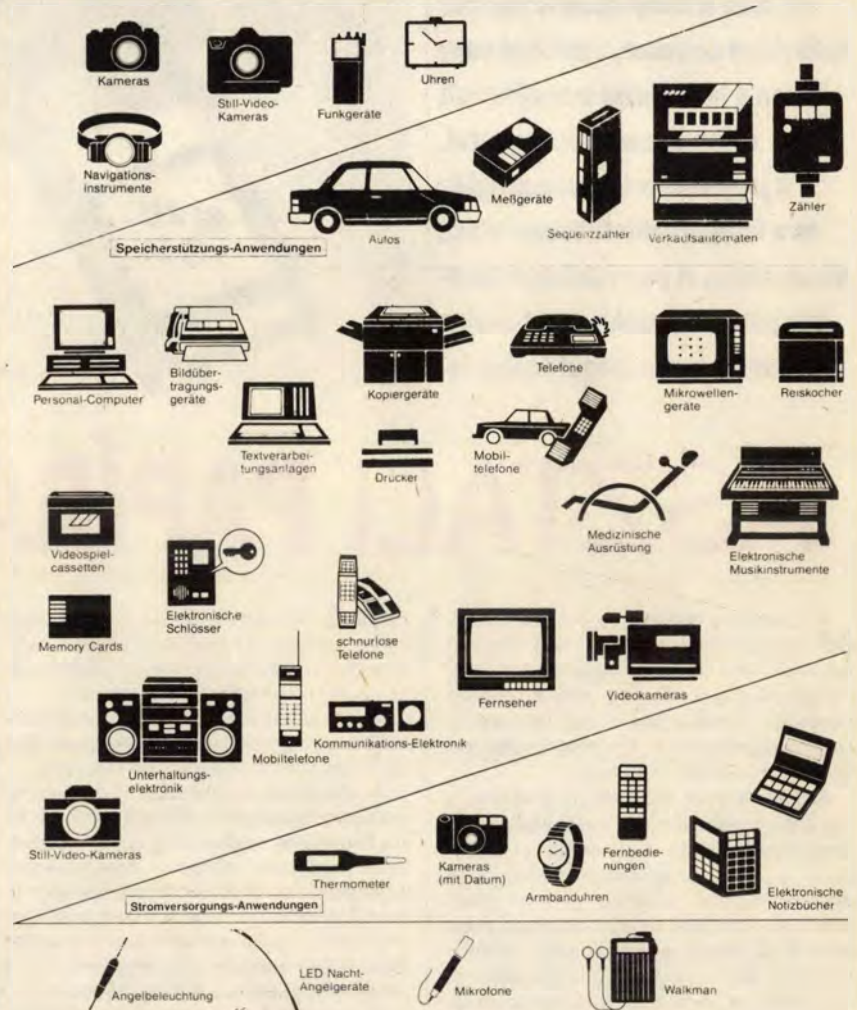 Kameras
Still-Video-
Kameras
Funkgeräte
Uhren
Navigations-
instrumente
Autos
Meßgeräte
Sequenzzähler
Verkaufsantomaten
Zähler
Speicherstützungs-Anwendungen
Personal-Computer
Bildüber-
tragungs-
geräte
Kopiergeräte
Telefone
Mikrowellen-
geräte
Reiskocher
Textverarbei-
tungsanlagen
Drucker
Mobil-
telefone
Medizinische
Ausrüstung
Elektronische
Musikinstrumente
Videospiel-
cassetten
Elektronische
Schlösser
Memory Cards
schnurlose
Telefone
Fernseher
Videokameras
Unterhaltungs-
elektronik
Mobiltelefone
Kommunikations-Elektronik
Still-Video-Kameras
Thermometer
Kameras
(mit Datum)
Armbanduhren
Fernbedie-
nungen
Elektronische
Notizbücher
Stromversorgungs-Anwendungen
Angelbeleuchtung
LED Nacht-
Angelgeräte
Mikrofone
Walkman